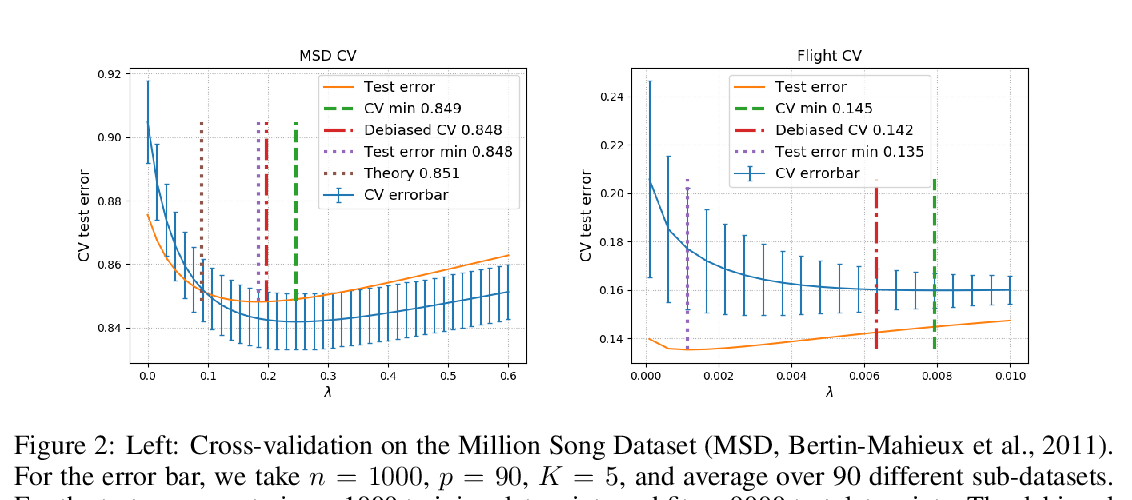 MSD CV
0.92
0.90
0.88
0.86
0.84
CV test error
0.0 0.1 0.2 0.3 0.4 0.5 0.6
λ
Test error
CV min 0.849
Debiased CV 0.848
Test error min 0.848
Theory 0.851
CV errorbar
Flight CV
0.24
0.22
0.20
0.18
0.16
0.14
CV test error
0.000 0.002 0.004 0.006 0.008 0.010
λ
Test error
CV min 0.145
Debiased CV 0.142
Test error min 0.135
CV errorbar
Figure 2: Left: Cross-validation on the Million Song Dataset (MSD, Bertin-Mahieux et al., 2011).
For the error bar, we take n = 1000, p = 90, K = 5, and average over 90 different sub-datasets.